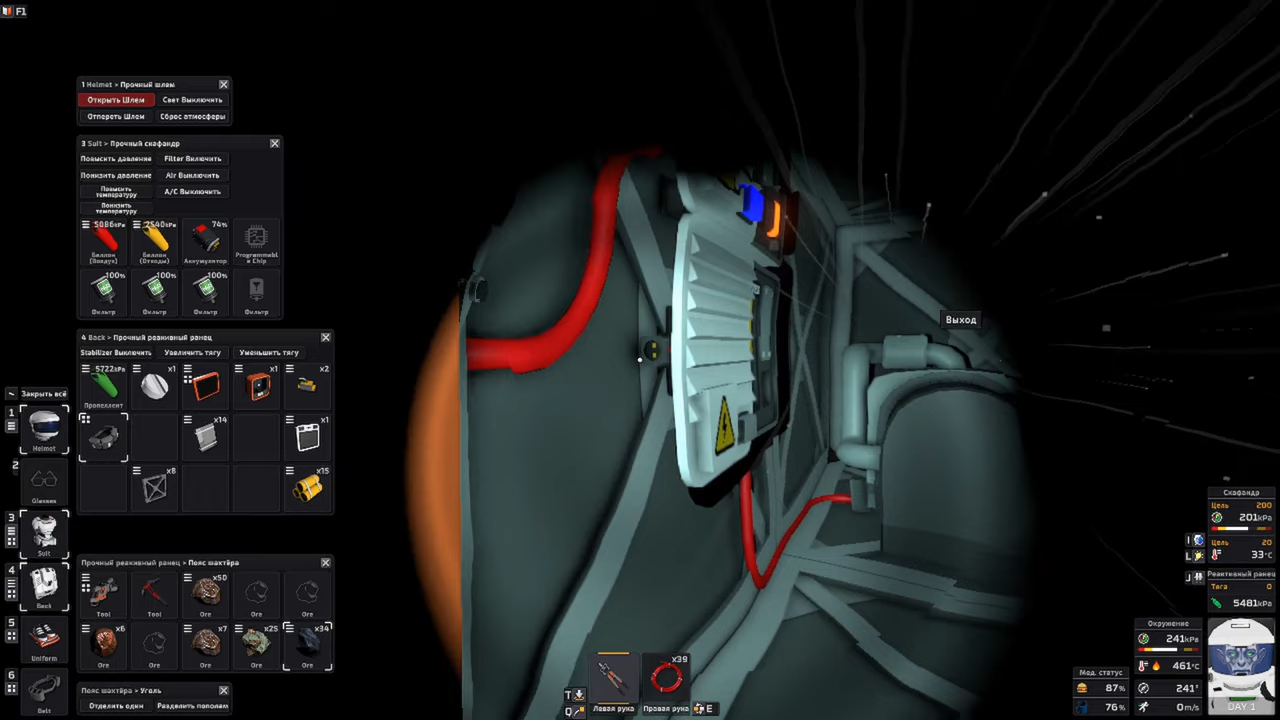 F1
1 Helmet > Прочный шлем
Открыть Шлем
Свет Выключить
Отпереть Шлем
Сброс атмосферы
3 Suit > Прочный скафандр
Повысить давление
Filter Включить
Понизить давление
Air Выключить
Повысить температуру
A/C Выключить
Понизить температуру
5086kPa
2540kPa
74%
Баллон (Воздух)
Баллон (Отходы)
Аккумулятор
Programmable Chip
100%
100%
100%
Фильтр
Фильтр
Фильтр
Фильтр
4 Back > Прочный реактивный ранец
Stabilizer Выключить
Увеличить тягу
Уменьшить тягу
5722kPa
x1
x1
x2
Пропеллент
x14
x1
x8
x15
Закрыть всё
1
Helmet
2
Glasses
3
Suit
4
Back
5
Uniform
6
Belt
Прочный реактивный ранец > Пояс шахтёра
x50
Tool
Tool
Ore
Ore
Ore
x6
x7
x25
x34
Ore
Ore
Ore
Ore
Ore
Пояс шахтёра > Уголь
Отделить один
Разделить пополам
Выход
T
Q
Левая рука
x39
Правая рука
E
Скафандр
Цель 200
201kPa
Цель 20
33°C
I
L
J
Реактивный ранец
Тяга 0
5481kPa
Окружение
241kPa
461°C
241°
0m/s
Мед. статус
87%
76%
DAY 1